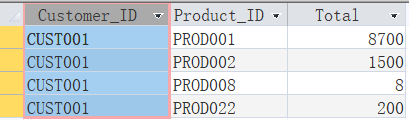 Customer_ID Product_ID Total
CUST001 PROD001 8700
CUST001 PROD002 1500
CUST001 PROD008 8
CUST001 PROD022 200